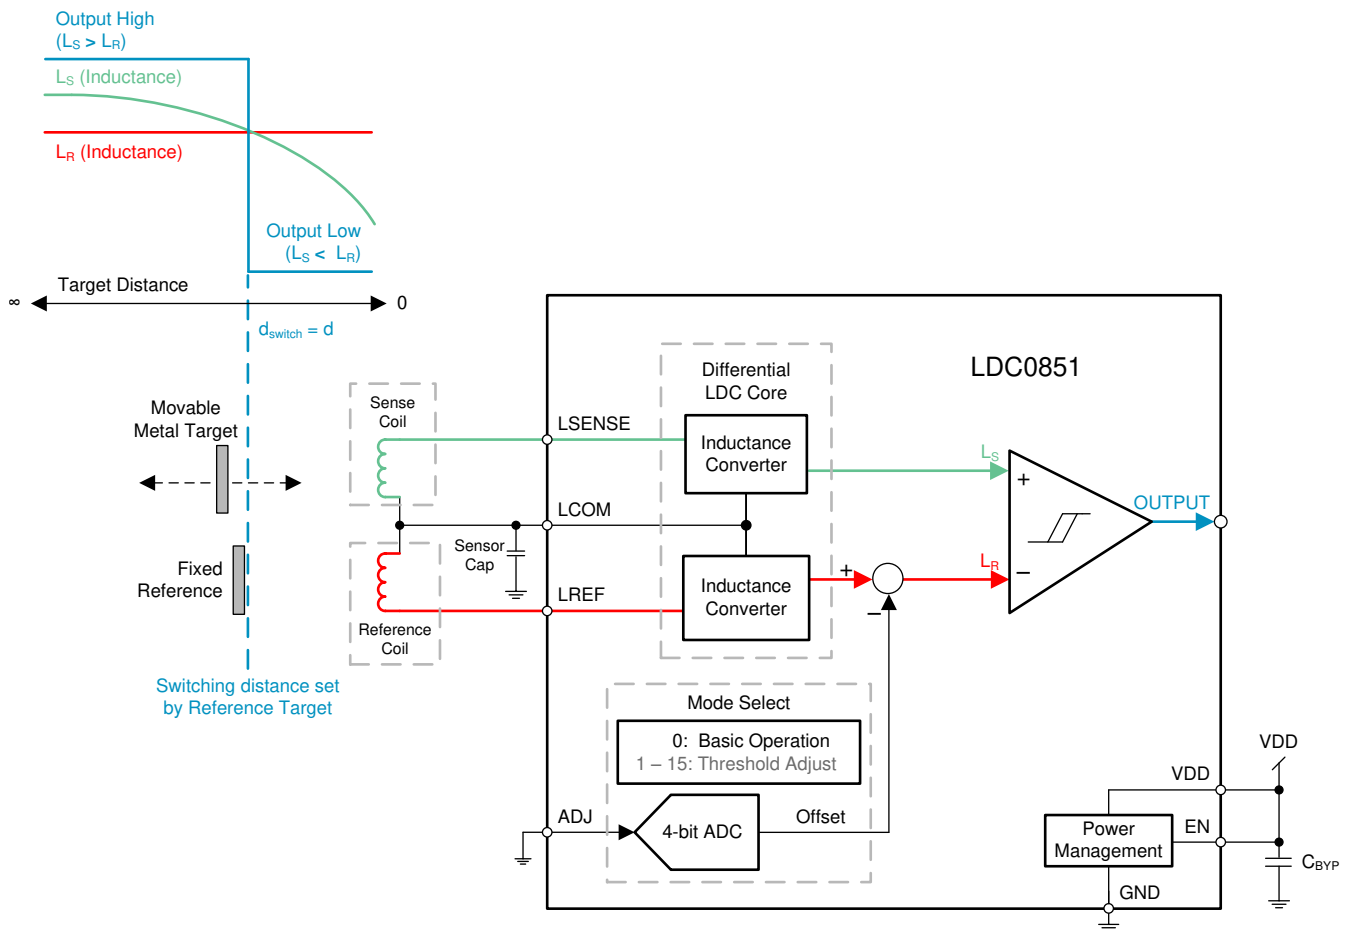 Output High
(LS > LR)
LS (Inductance)
LR (Inductance)
Output Low
(LS < LR)
Target Distance
∞
0
dswitch = d
Movable
Metal Target
Fixed
Reference
Switching distance set
by Reference Target
Sense
Coil
Reference
Coil
Sensor
Cap
LSENSE
LCOM
LREF
Differential
LDC Core
Inductance
Converter
Inductance
Converter
LDC0851
LS
+
OUTPUT
LR
−
+
−
Mode Select
0: Basic Operation
1 – 15: Threshold Adjust
ADJ
4-bit ADC
Offset
VDD
VDD
EN
Power
Management
GND
CBYP